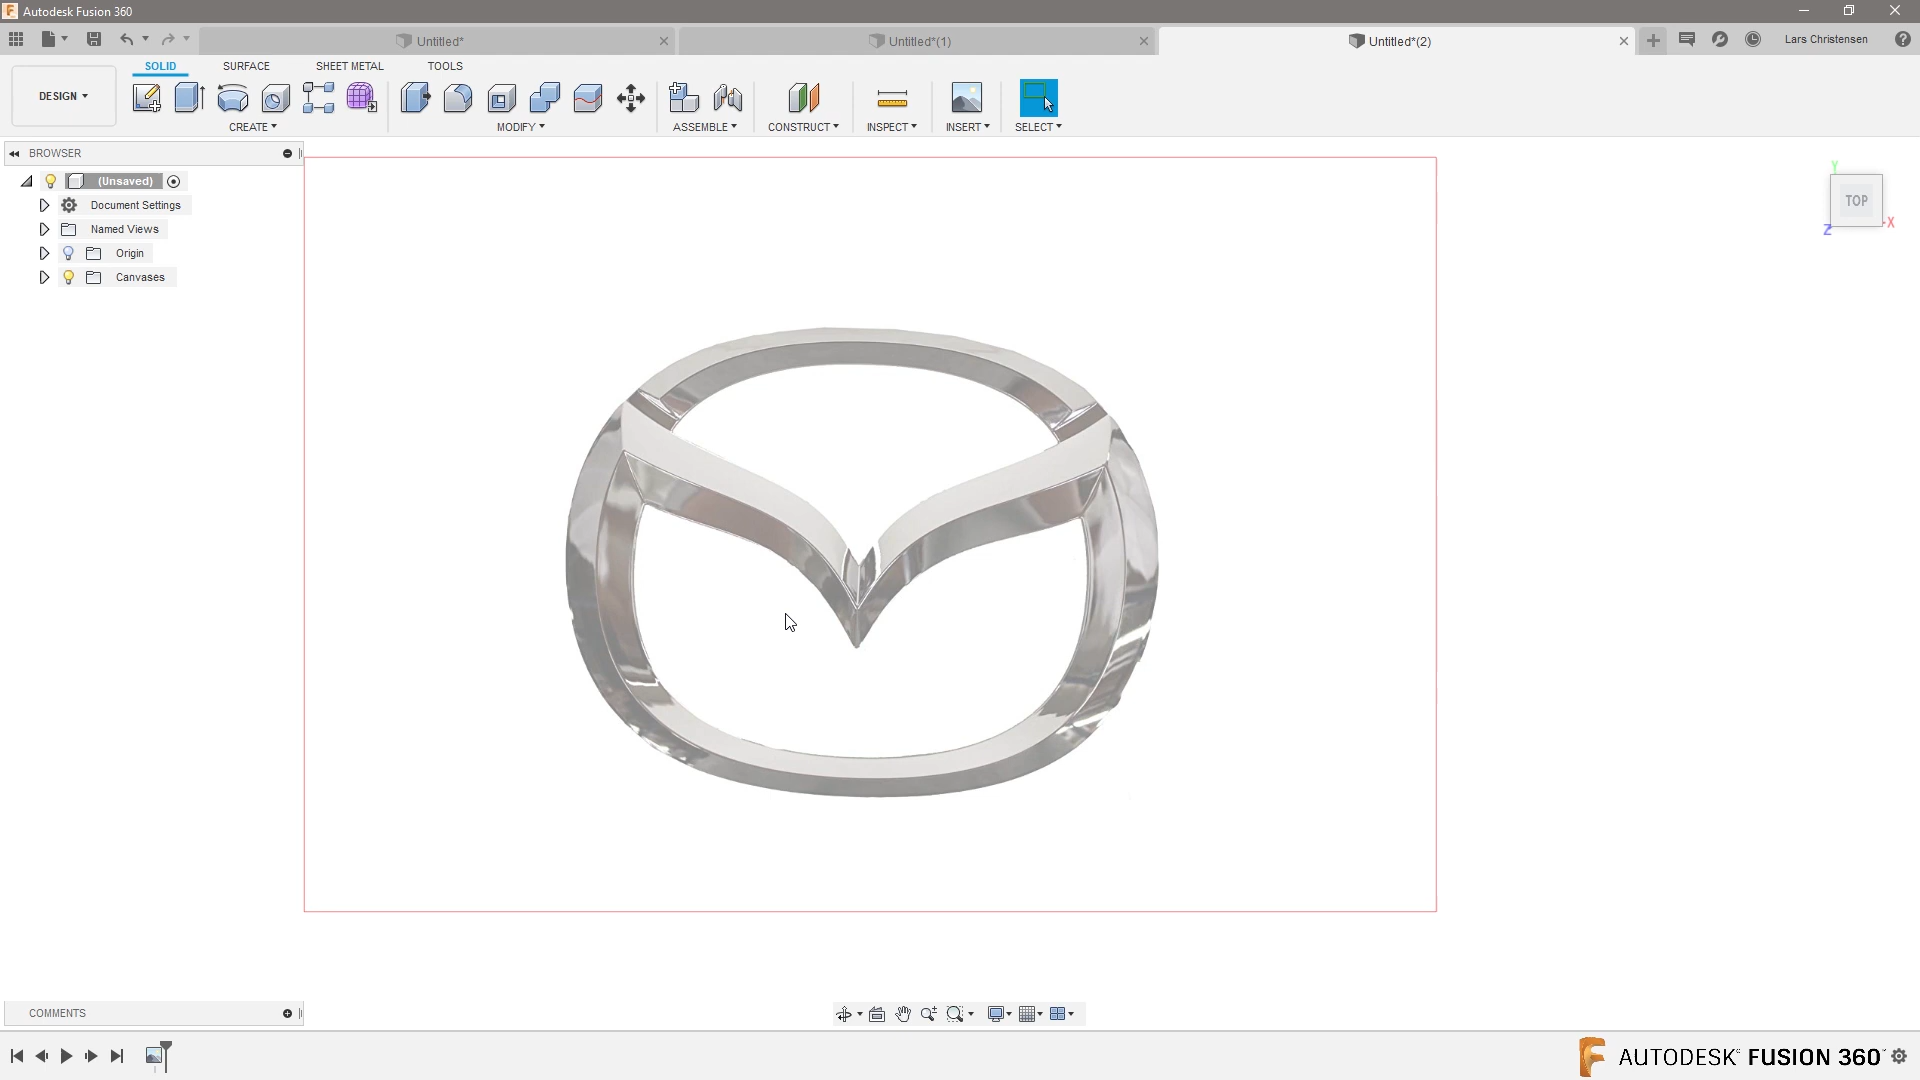 Autodesk Fusion 360
Untitled*
Untitled*(1)
Untitled*(2)
Lars Christensen
SOLID
SURFACE
SHEET METAL
TOOLS
DESIGN
CREATE
MODIFY
ASSEMBLE
CONSTRUCT
INSPECT
INSERT
SELECT
BROWSER
(Unsaved)
Document Settings
Named Views
Origin
Canvases
Y
TOP
X
Z
COMMENTS
AUTODESK FUSION 360